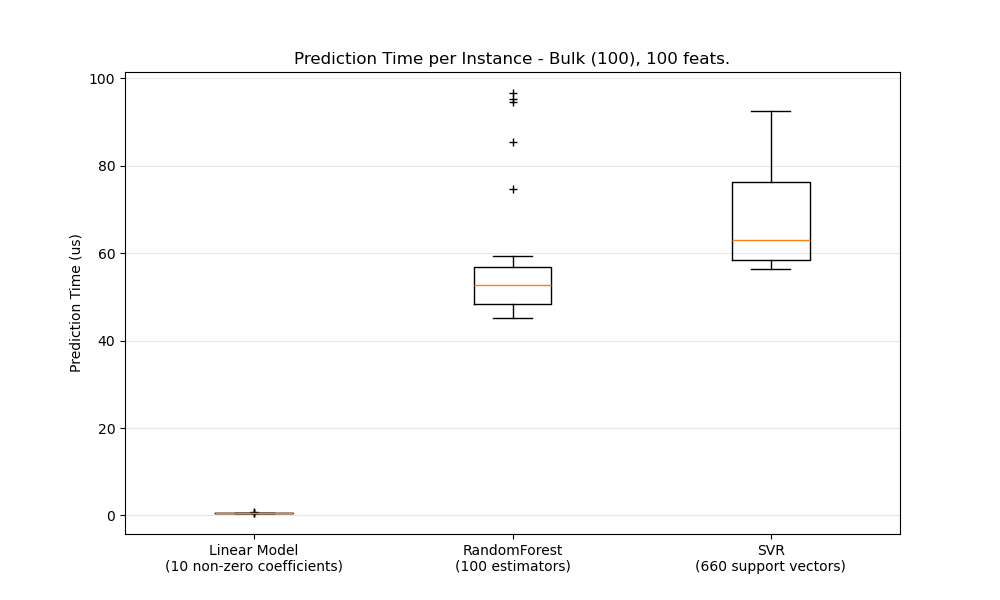 Prediction Time per Instance - Bulk (100), 100 feats.
Prediction Time (us)
100
80
60
40
20
0
Linear Model
(10 non-zero coefficients)
RandomForest
(100 estimators)
SVR
(660 support vectors)